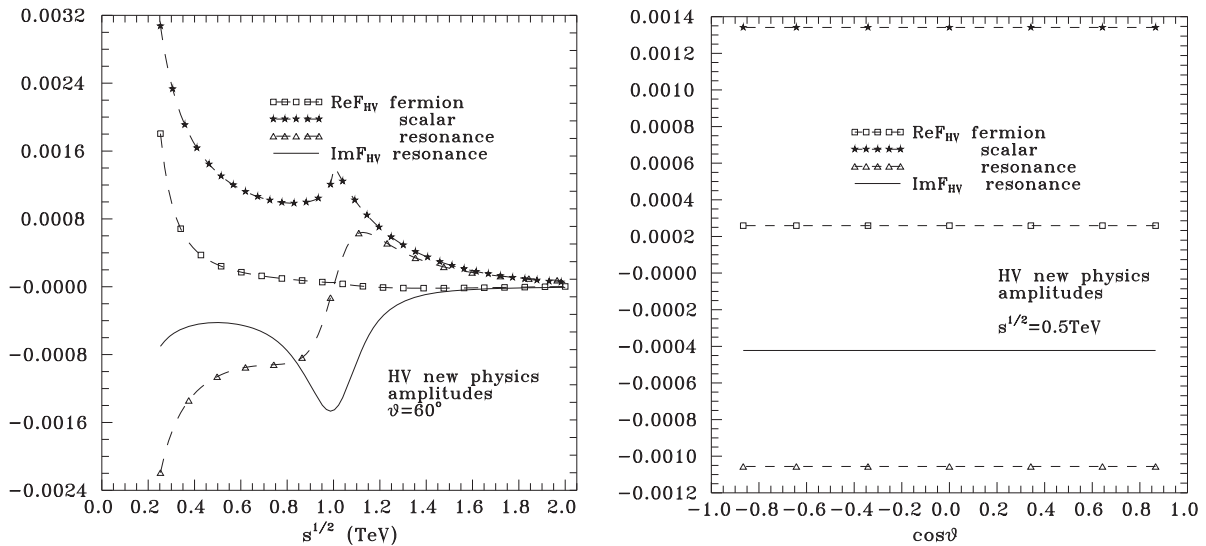 0.0032
0.0024
0.0016
0.0008
-0.0000
-0.0008
-0.0016
-0.0024
ReF_HV fermion
scalar
resonance
ImF_HV resonance
HV new physics
amplitudes
ϑ=60°
0.0 0.2 0.4 0.6 0.8 1.0 1.2 1.4 1.6 1.8 2.0
s^1/2 (TeV)
0.0014
0.0012
0.0010
0.0008
0.0006
0.0004
0.0002
-0.0000
-0.0002
-0.0004
-0.0006
-0.0008
-0.0010
-0.0012
ReF_HV fermion
scalar
resonance
ImF_HV resonance
HV new physics
amplitudes
s^1/2=0.5TeV
-1.0 -0.8 -0.6 -0.4 -0.2 0.0 0.2 0.4 0.6 0.8 1.0
cosϑ